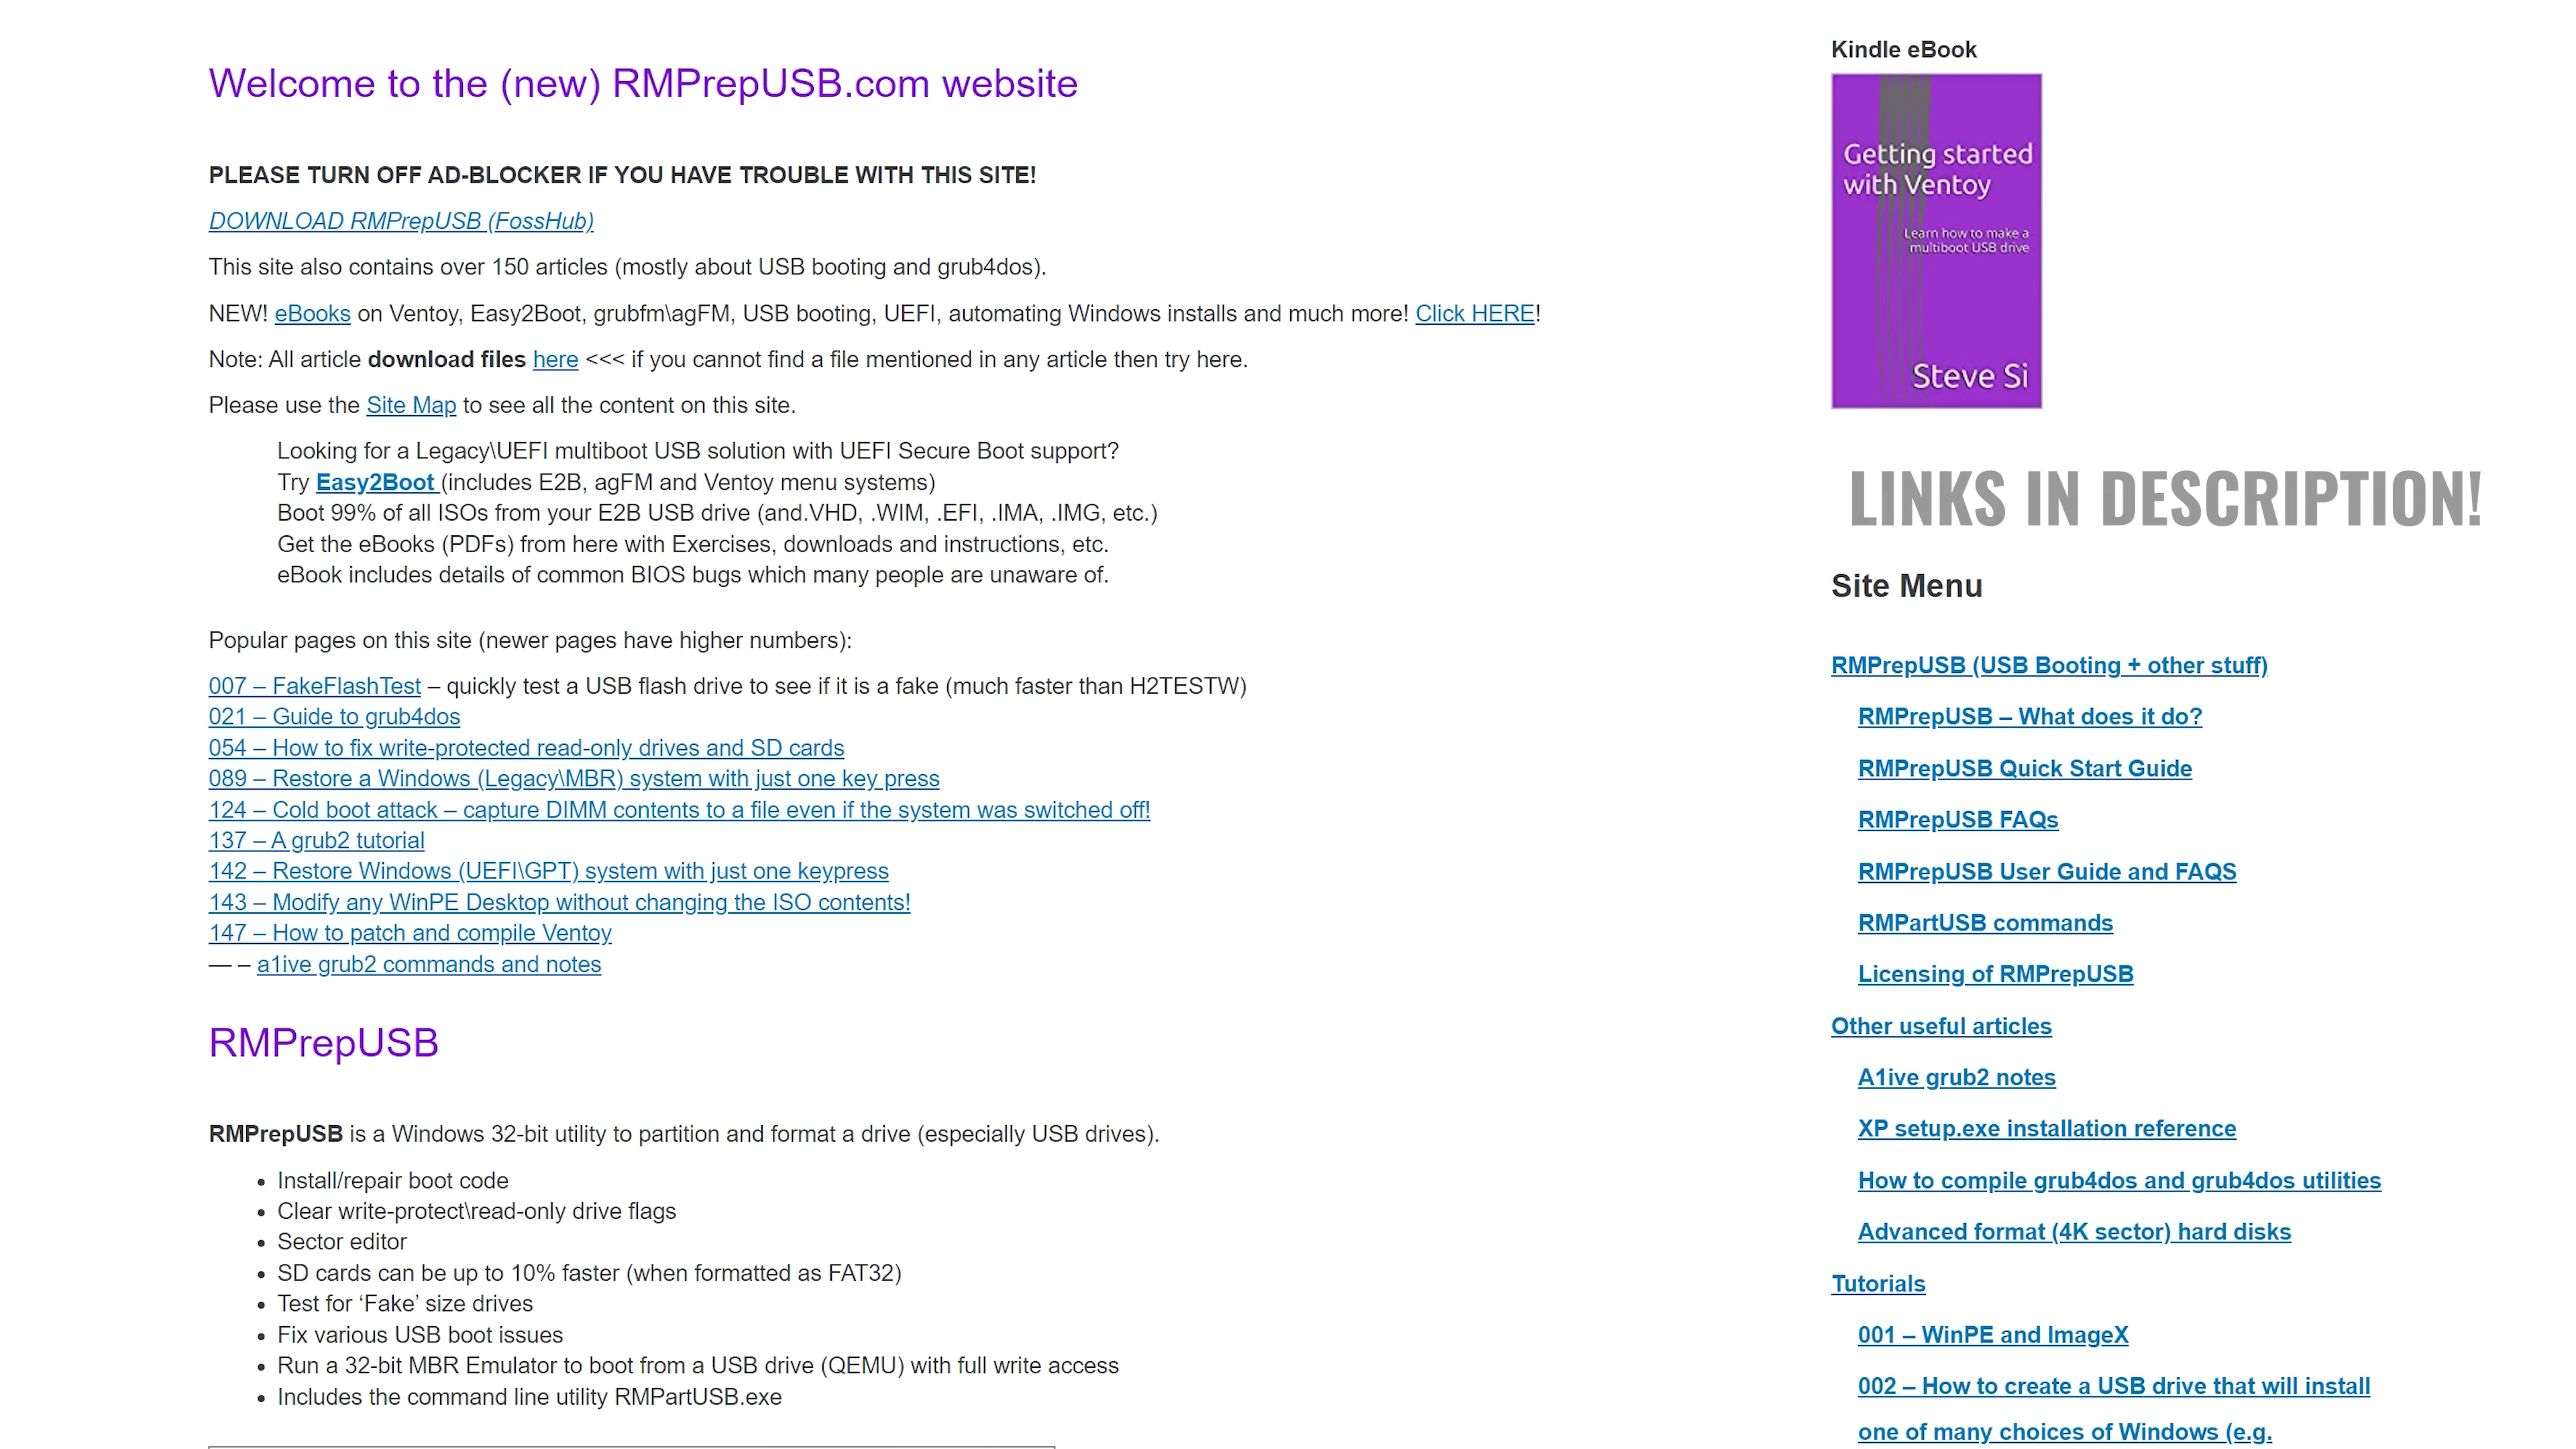 Welcome to the (new) RMPrepUSB.com website
PLEASE TURN OFF AD-BLOCKER IF YOU HAVE TROUBLE WITH THIS SITE!
DOWNLOAD RMPrepUSB (FossHub)
This site also contains over 150 articles (mostly about USB booting and grub4dos).
NEW! eBooks on Ventoy, Easy2Boot, grubfm\agFM, USB booting, UEFI, automating Windows installs and much more! Click HERE!
Note: All article download files here <<< if you cannot find a file mentioned in any article then try here.
Please use the Site Map to see all the content on this site.
Looking for a Legacy\UEFI multiboot USB solution with UEFI Secure Boot support?
Try Easy2Boot (includes E2B, agFM and Ventoy menu systems)
Boot 99% of all ISOs from your E2B USB drive (and.VHD, .WIM, .EFI, .IMA, .IMG, etc.)
Get the eBooks (PDFs) from here with Exercises, downloads and instructions, etc.
eBook includes details of common BIOS bugs which many people are unaware of.
Popular pages on this site (newer pages have higher numbers):
007 – FakeFlashTest – quickly test a USB flash drive to see if it is a fake (much faster than H2TESTW)
021 – Guide to grub4dos
054 – How to fix write-protected read-only drives and SD cards
089 – Restore a Windows (Legacy\MBR) system with just one key press
124 – Cold boot attack – capture DIMM contents to a file even if the system was switched off!
137 – A grub2 tutorial
142 – Restore Windows (UEFI\GPT) system with just one keypress
143 – Modify any WinPE Desktop without changing the ISO contents!
147 – How to patch and compile Ventoy
— – a1ive grub2 commands and notes
RMPrepUSB
RMPrepUSB is a Windows 32-bit utility to partition and format a drive (especially USB drives).
• Install/repair boot code
• Clear write-protect\read-only drive flags
• Sector editor
• SD cards can be up to 10% faster (when formatted as FAT32)
• Test for ‘Fake’ size drives
• Fix various USB boot issues
• Run a 32-bit MBR Emulator to boot from a USB drive (QEMU) with full write access
• Includes the command line utility RMPartUSB.exe
Kindle eBook
Getting started
with Ventoy
Learn how to make a
multiboot USB drive
Steve Si
LINKS IN DESCRIPTION!
Site Menu
RMPrepUSB (USB Booting + other stuff)
RMPrepUSB – What does it do?
RMPrepUSB Quick Start Guide
RMPrepUSB FAQs
RMPrepUSB User Guide and FAQS
RMPartUSB commands
Licensing of RMPrepUSB
Other useful articles
A1ive grub2 notes
XP setup.exe installation reference
How to compile grub4dos and grub4dos utilities
Advanced format (4K sector) hard disks
Tutorials
001 – WinPE and ImageX
002 – How to create a USB drive that will install
one of many choices of Windows (e.g.